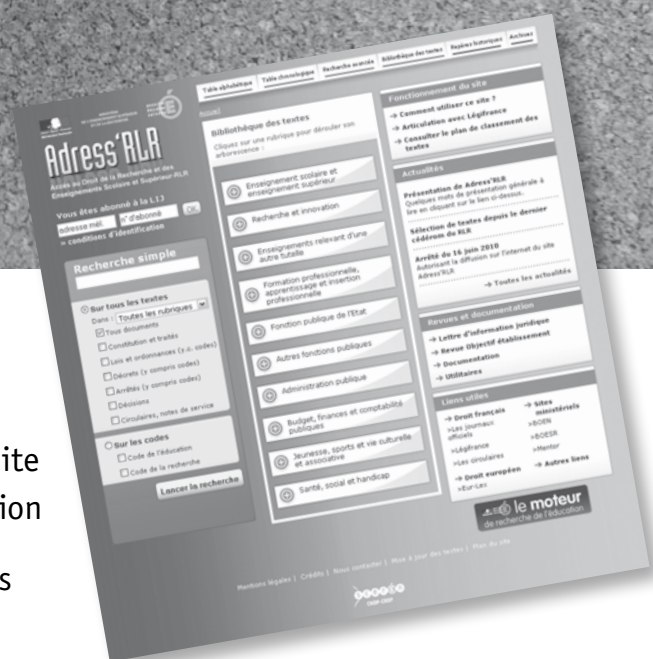 Table alphabétique
Table chronologique
Recherche avancée
Bibliothèque des textes
Repères historiques
Archives
Adress'RLR
Accès au Droit de la Recherche et des
Enseignements Scolaire et Supérieur-RLR
Vous êtes abonné à la LIJ
adresse mél.
n° d'abonné
OK
» conditions d'identification
Recherche simple
Sur tous les textes
Dans : Toutes les rubriques
Tous documents
Constitution et traités
Lois et ordonnances (y.c. codes)
Décrets (y compris codes)
Arrêtés (y compris codes)
Décisions
Circulaires, notes de service
Sur les codes
Code de l'éducation
Code de la recherche
Lancer la recherche
Accueil
Bibliothèque des textes
Cliquez sur une rubrique pour dérouler son
arborescence :
Enseignement scolaire et
enseignement supérieur
Recherche et innovation
Enseignements relevant d'une
autre tutelle
Formation professionnelle,
apprentissage et insertion
professionnelle
Fonction publique de l'Etat
Autres fonctions publiques
Administration publique
Budget, finances et comptabilité
publiques
Jeunesse, sports et vie culturelle
et associative
Santé, social et handicap
Fonctionnement du site
→ Comment utiliser ce site ?
→ Articulation avec Légifrance
→ Consulter le plan de classement des
textes
Actualités
Présentation de Adress'RLR
Quelques mots de présentation générale à
lire en cliquant sur le lien ci-dessus.
Sélection de textes depuis le dernier
cédérom du RLR
Arrêté du 16 juin 2010
Autorisant la diffusion sur l'internet du site
Adress'RLR
→ Toutes les actualités
Revues et documentation
→ Lettre d'information juridique
→ Revue Objectif établissement
→ Documentation
→ Utilitaires
Liens utiles
→ Droit français
»Les journaux
officiels
»Légifrance
»Les circulaires
→ Droit européen
»Eur-Lex
→ Sites
ministériels
»BOEN
»BOESR
»Mentor
→ Autres liens
le moteur
de recherche de l'éducation
Mentions légales | Crédits | Nous contacter | Mise à jour des textes | Plan du site
ite
ion
s